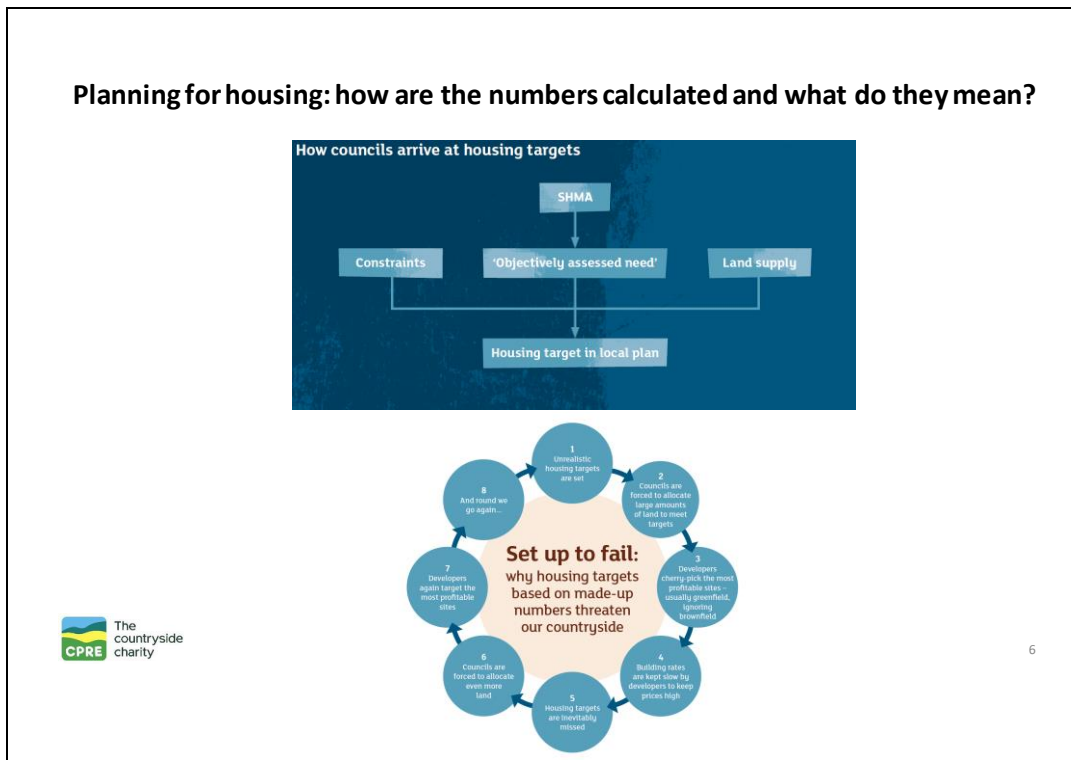 Planning for housing: how are the numbers calculated and what do they mean?
How councils arrive at housing targets
SHMA
Constraints
'Objectively assessed need'
Land supply
Housing target in local plan
1
Unrealistic
housing targets
are set
2
Councils are
forced to allocate
large amounts
of land to meet
targets
3
Developers
cherry-pick the most
profitable sites –
usually greenfield,
ignoring
brownfield
4
Building rates
are kept slow by
developers to keep
prices high
5
Housing targets
are inevitably
missed
6
Councils are
forced to allocate
even more
land
7
Developers
again target the
most profitable
sites
8
And round we
go again...
Set up to fail:
why housing targets
based on made-up
numbers threaten
our countryside
CPRE
The
countryside
charity
6